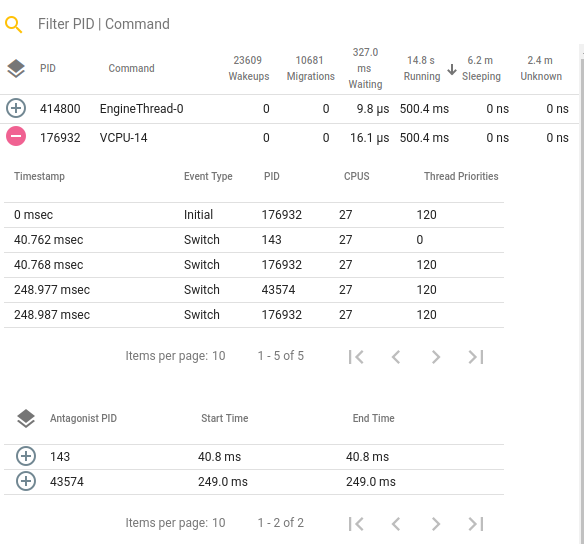 Filter PID | Command
PID Command 23609 Wakeups 10681 Migrations 327.0 ms Waiting 14.8 s Running 6.2 m Sleeping 2.4 m Unknown
414800 EngineThread-0 0 0 9.8 µs 500.4 ms 0 ns 0 ns
176932 VCPU-14 0 0 16.1 µs 500.4 ms 0 ns 0 ns
Timestamp Event Type PID CPUS Thread Priorities
0 msec Initial 176932 27 120
40.762 msec Switch 143 27 0
40.768 msec Switch 176932 27 120
248.977 msec Switch 43574 27 120
248.987 msec Switch 176932 27 120
Items per page: 10 1 - 5 of 5
Antagonist PID Start Time End Time
143 40.8 ms 40.8 ms
43574 249.0 ms 249.0 ms
Items per page: 10 1 - 2 of 2